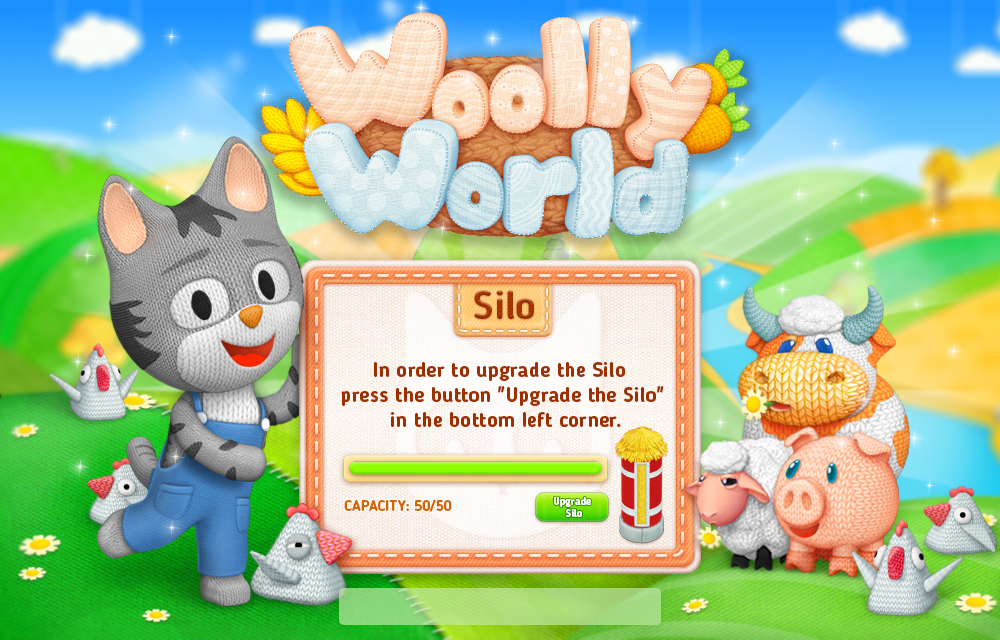 Woolly
World
Silo
In order to upgrade the Silo
press the button "Upgrade the Silo"
in the bottom left corner.
CAPACITY: 50/50
Upgrade
Silo